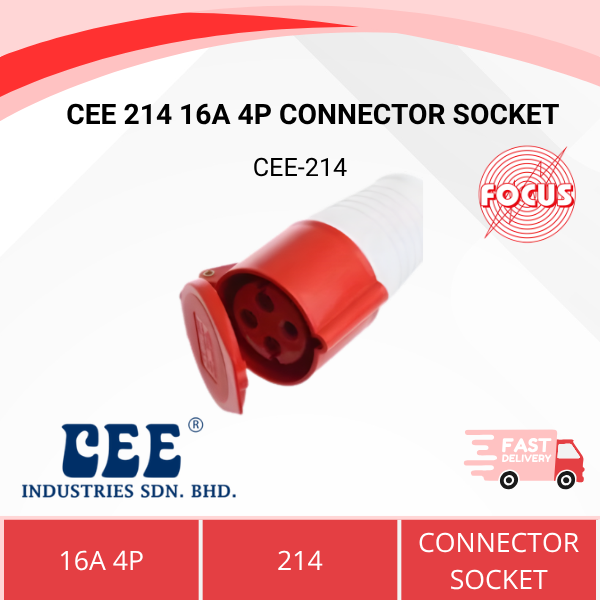 CEE 214 16A 4P CONNECTOR SOCKET
CEE-214
FOCUS
CEE®
INDUSTRIES SDN. BHD.
FAST
DELIVERY
16A 4P
214
CONNECTOR
SOCKET